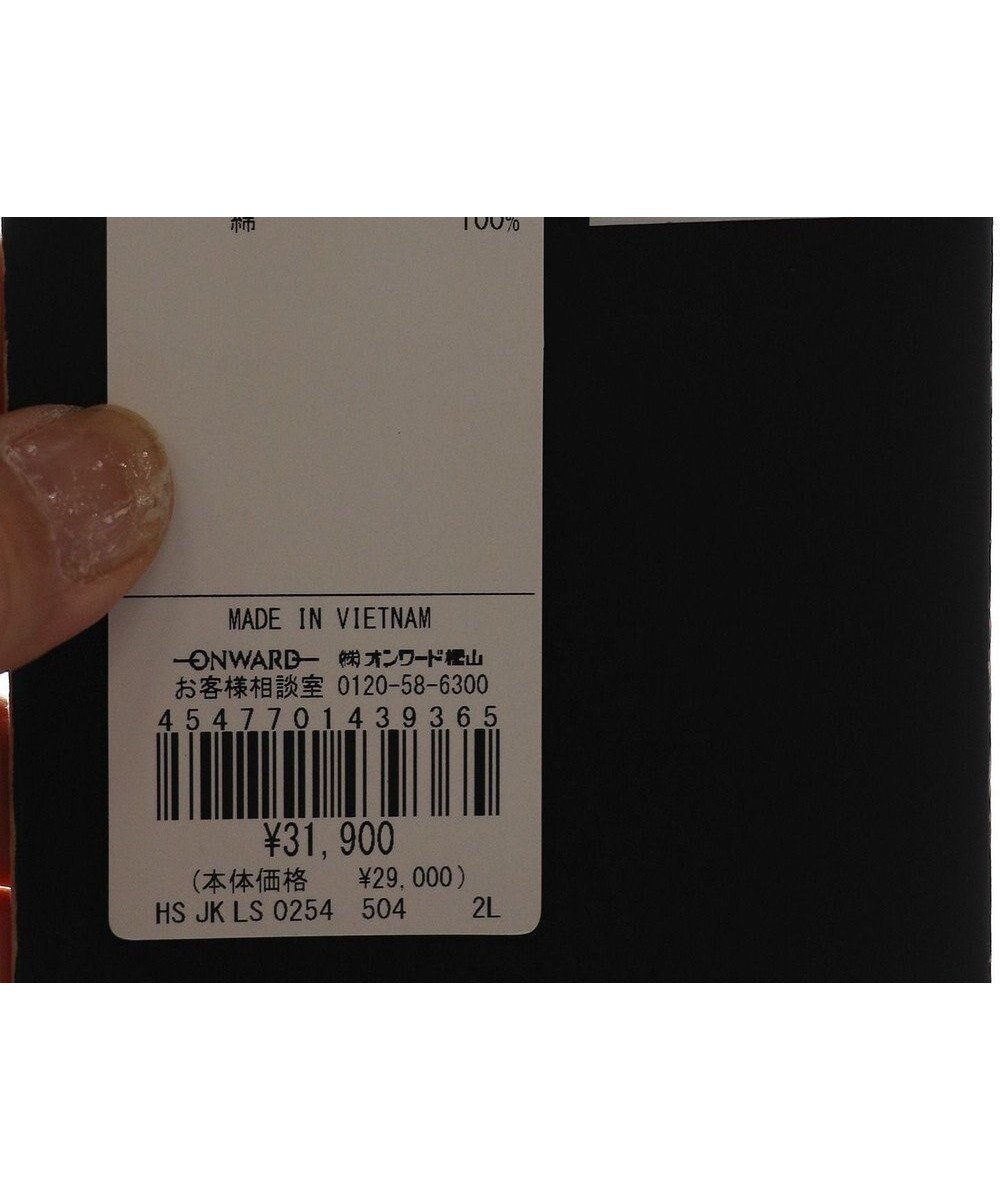 綿 100%
MADE IN VIETNAM
ONWARD ㈱オンワード樫山
お客様相談室 0120-58-6300
4547701439365
¥31,900
(本体価格 ¥29,000)
HS JK LS 0254 504 2L